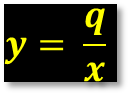 y = q/x